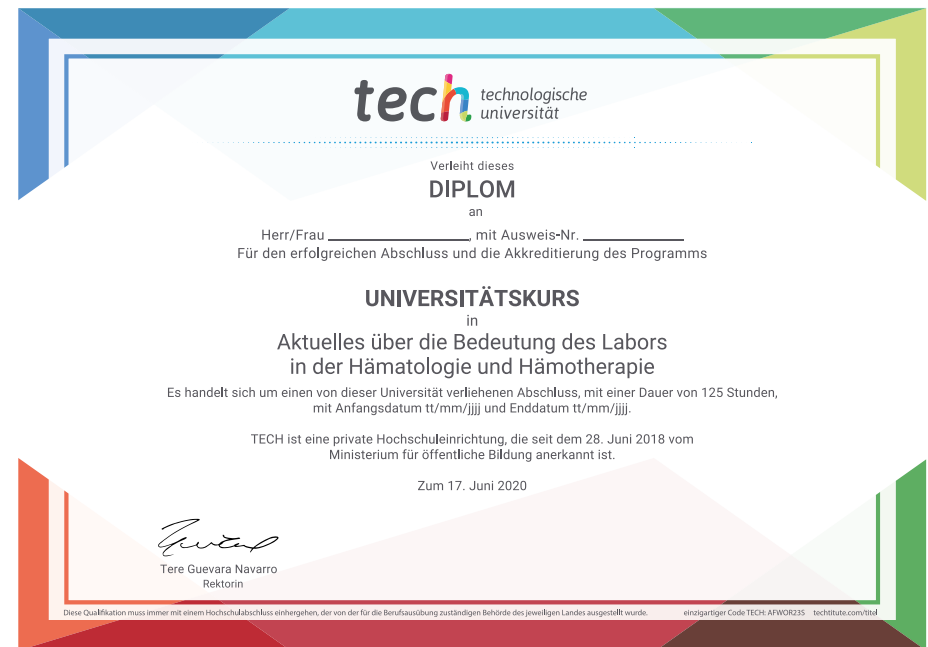 tech technologische
universität
Verleiht dieses
DIPLOM
an
Herr/Frau ____________, mit Ausweis-Nr. ____________
Für den erfolgreichen Abschluss und die Akkreditierung des Programms
UNIVERSITÄTSKURS
in
Aktuelles über die Bedeutung des Labors
in der Hämatologie und Hämotherapie
Es handelt sich um einen von dieser Universität verliehenen Abschluss, mit einer Dauer von 125 Stunden,
mit Anfangsdatum tt/mm/jjjj und Enddatum tt/mm/jjjj.
TECH ist eine private Hochschuleinrichtung, die seit dem 28. Juni 2018 vom
Ministerium für öffentliche Bildung anerkannt ist.
Zum 17. Juni 2020
Tere Guevara Navarro
Rektorin
Diese Qualifikation muss immer mit einem Hochschulabschluss einhergehen, der von der für die Berufsausübung zuständigen Behörde des jeweiligen Landes ausgestellt wurde. einzigartiger Code TECH: AFWOR23S techtitute.com/titel